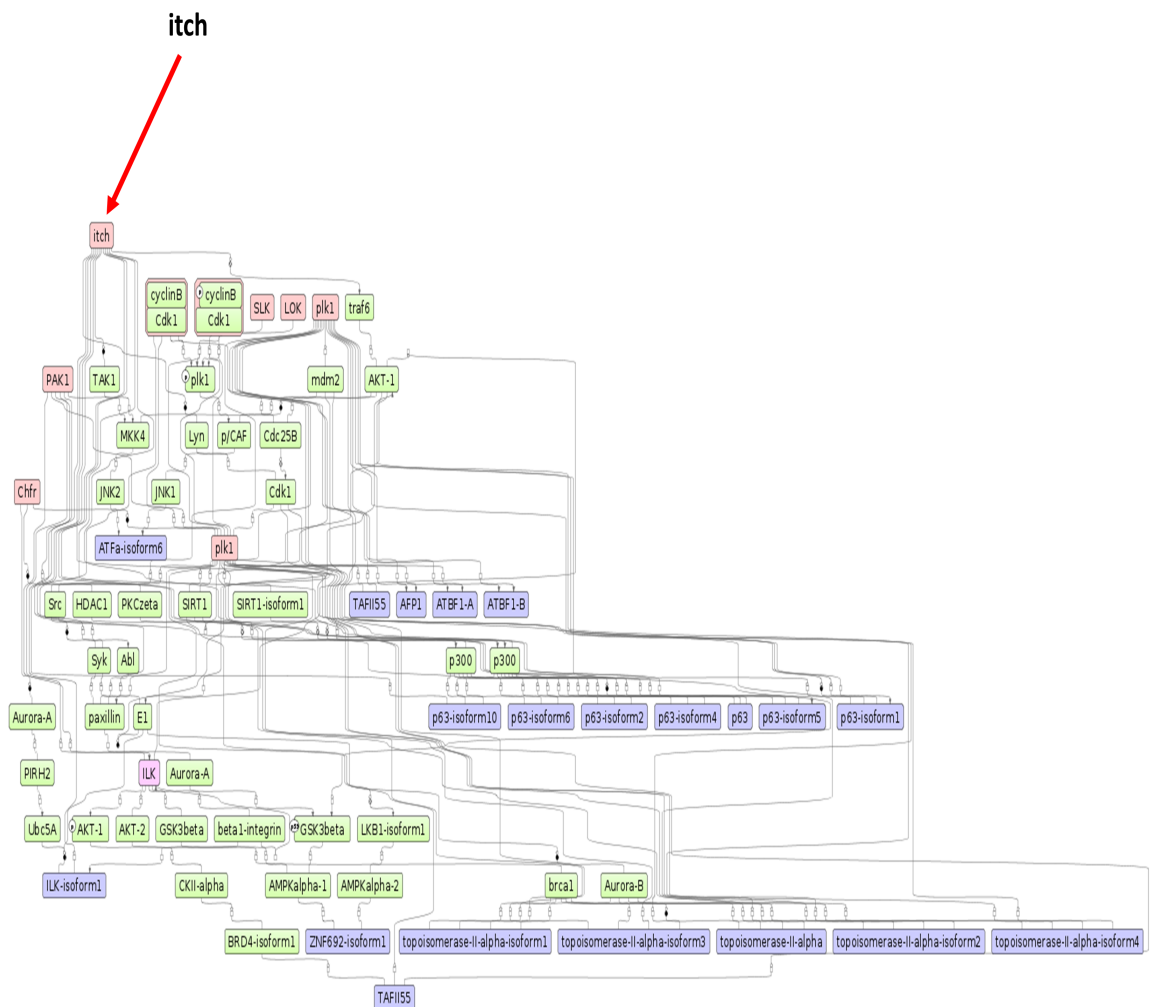 itch
itch
cyclinB
Cdk1
p
cyclinB
Cdk1
SLK
LOK
plk1
traf6
PAK1
TAK1
p
plk1
mdm2
AKT-1
MKK4
Lyn
p/CAF
Cdc25B
Chfr
JNK2
JNK1
Cdk1
ATFa-isoform6
plk1
Src
HDAC1
PKCzeta
SIRT1
SIRT1-isoform1
TAFII55
AFP1
ATBF1-A
ATBF1-B
Syk
Abl
p300
p300
Aurora-A
paxillin
E1
p63-isoform10
p63-isoform6
p63-isoform2
p63-isoform4
p63
p63-isoform5
p63-isoform1
PIRH2
ILK
Aurora-A
Ubc5A
p
AKT-1
AKT-2
GSK3beta
beta1-integrin
GSK3beta
LKB1-isoform1
ILK-isoform1
CKII-alpha
AMPKalpha-1
AMPKalpha-2
brca1
Aurora-B
BRD4-isoform1
ZNF692-isoform1
topoisomerase-II-alpha-isoform1
topoisomerase-II-alpha-isoform3
topoisomerase-II-alpha
topoisomerase-II-alpha-isoform2
topoisomerase-II-alpha-isoform4
TAFII55